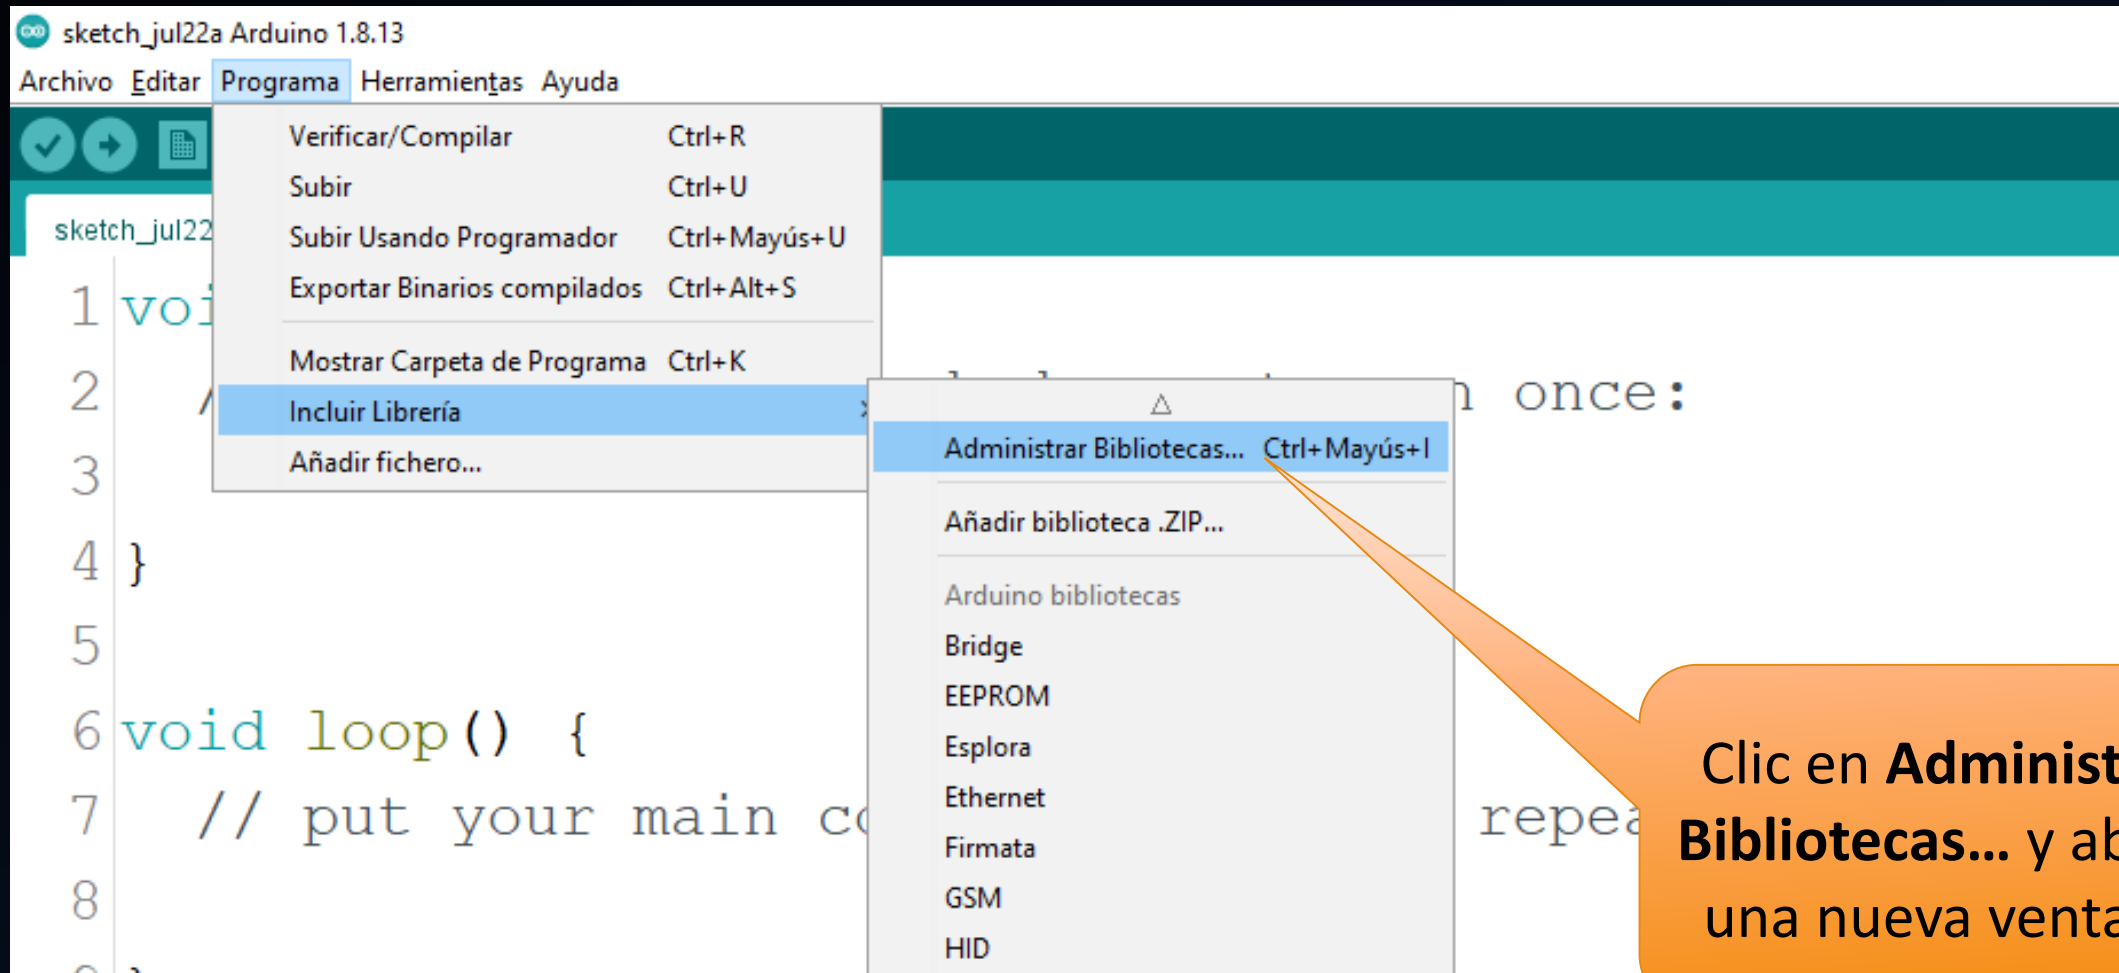 sketch_jul22a Arduino 1.8.13
Archivo Editar Programa Herramientas Ayuda
Verificar/Compilar Ctrl+R
Subir Ctrl+U
Subir Usando Programador Ctrl+Mayús+U
Exportar Binarios compilados Ctrl+Alt+S
Mostrar Carpeta de Programa Ctrl+K
Incluir Librería
Añadir fichero...
Administrar Bibliotecas... Ctrl+Mayús+I
Añadir biblioteca .ZIP...
Arduino bibliotecas
Bridge
EEPROM
Esplora
Ethernet
Firmata
GSM
HID
sketch_jul22
1 voi
2 / once:
3
4 }
5
6 void loop() {
7 // put your main co repea
8
Clic en Administ
Bibliotecas... y ab
una nueva venta